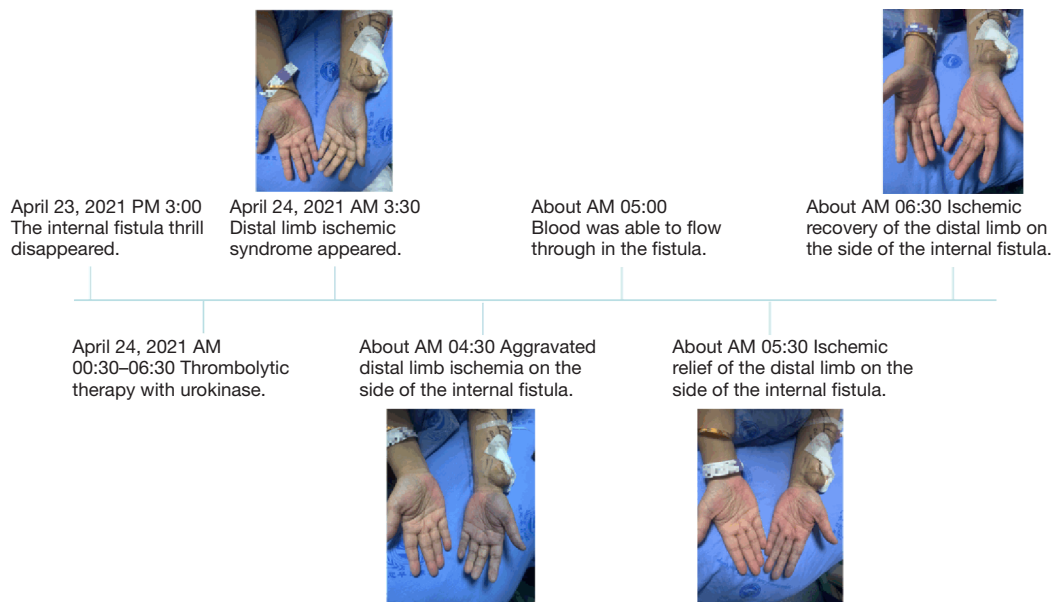 April 23, 2021 PM 3:00
The internal fistula thrill
disappeared.
April 24, 2021 AM
00:30–06:30 Thrombolytic
therapy with urokinase.
April 24, 2021 AM 3:30
Distal limb ischemic
syndrome appeared.
About AM 04:30 Aggravated
distal limb ischemia on the
side of the internal fistula.
About AM 05:00
Blood was able to flow
through in the fistula.
About AM 05:30 Ischemic
relief of the distal limb on the
side of the internal fistula.
About AM 06:30 Ischemic
recovery of the distal limb on
the side of the internal fistula.